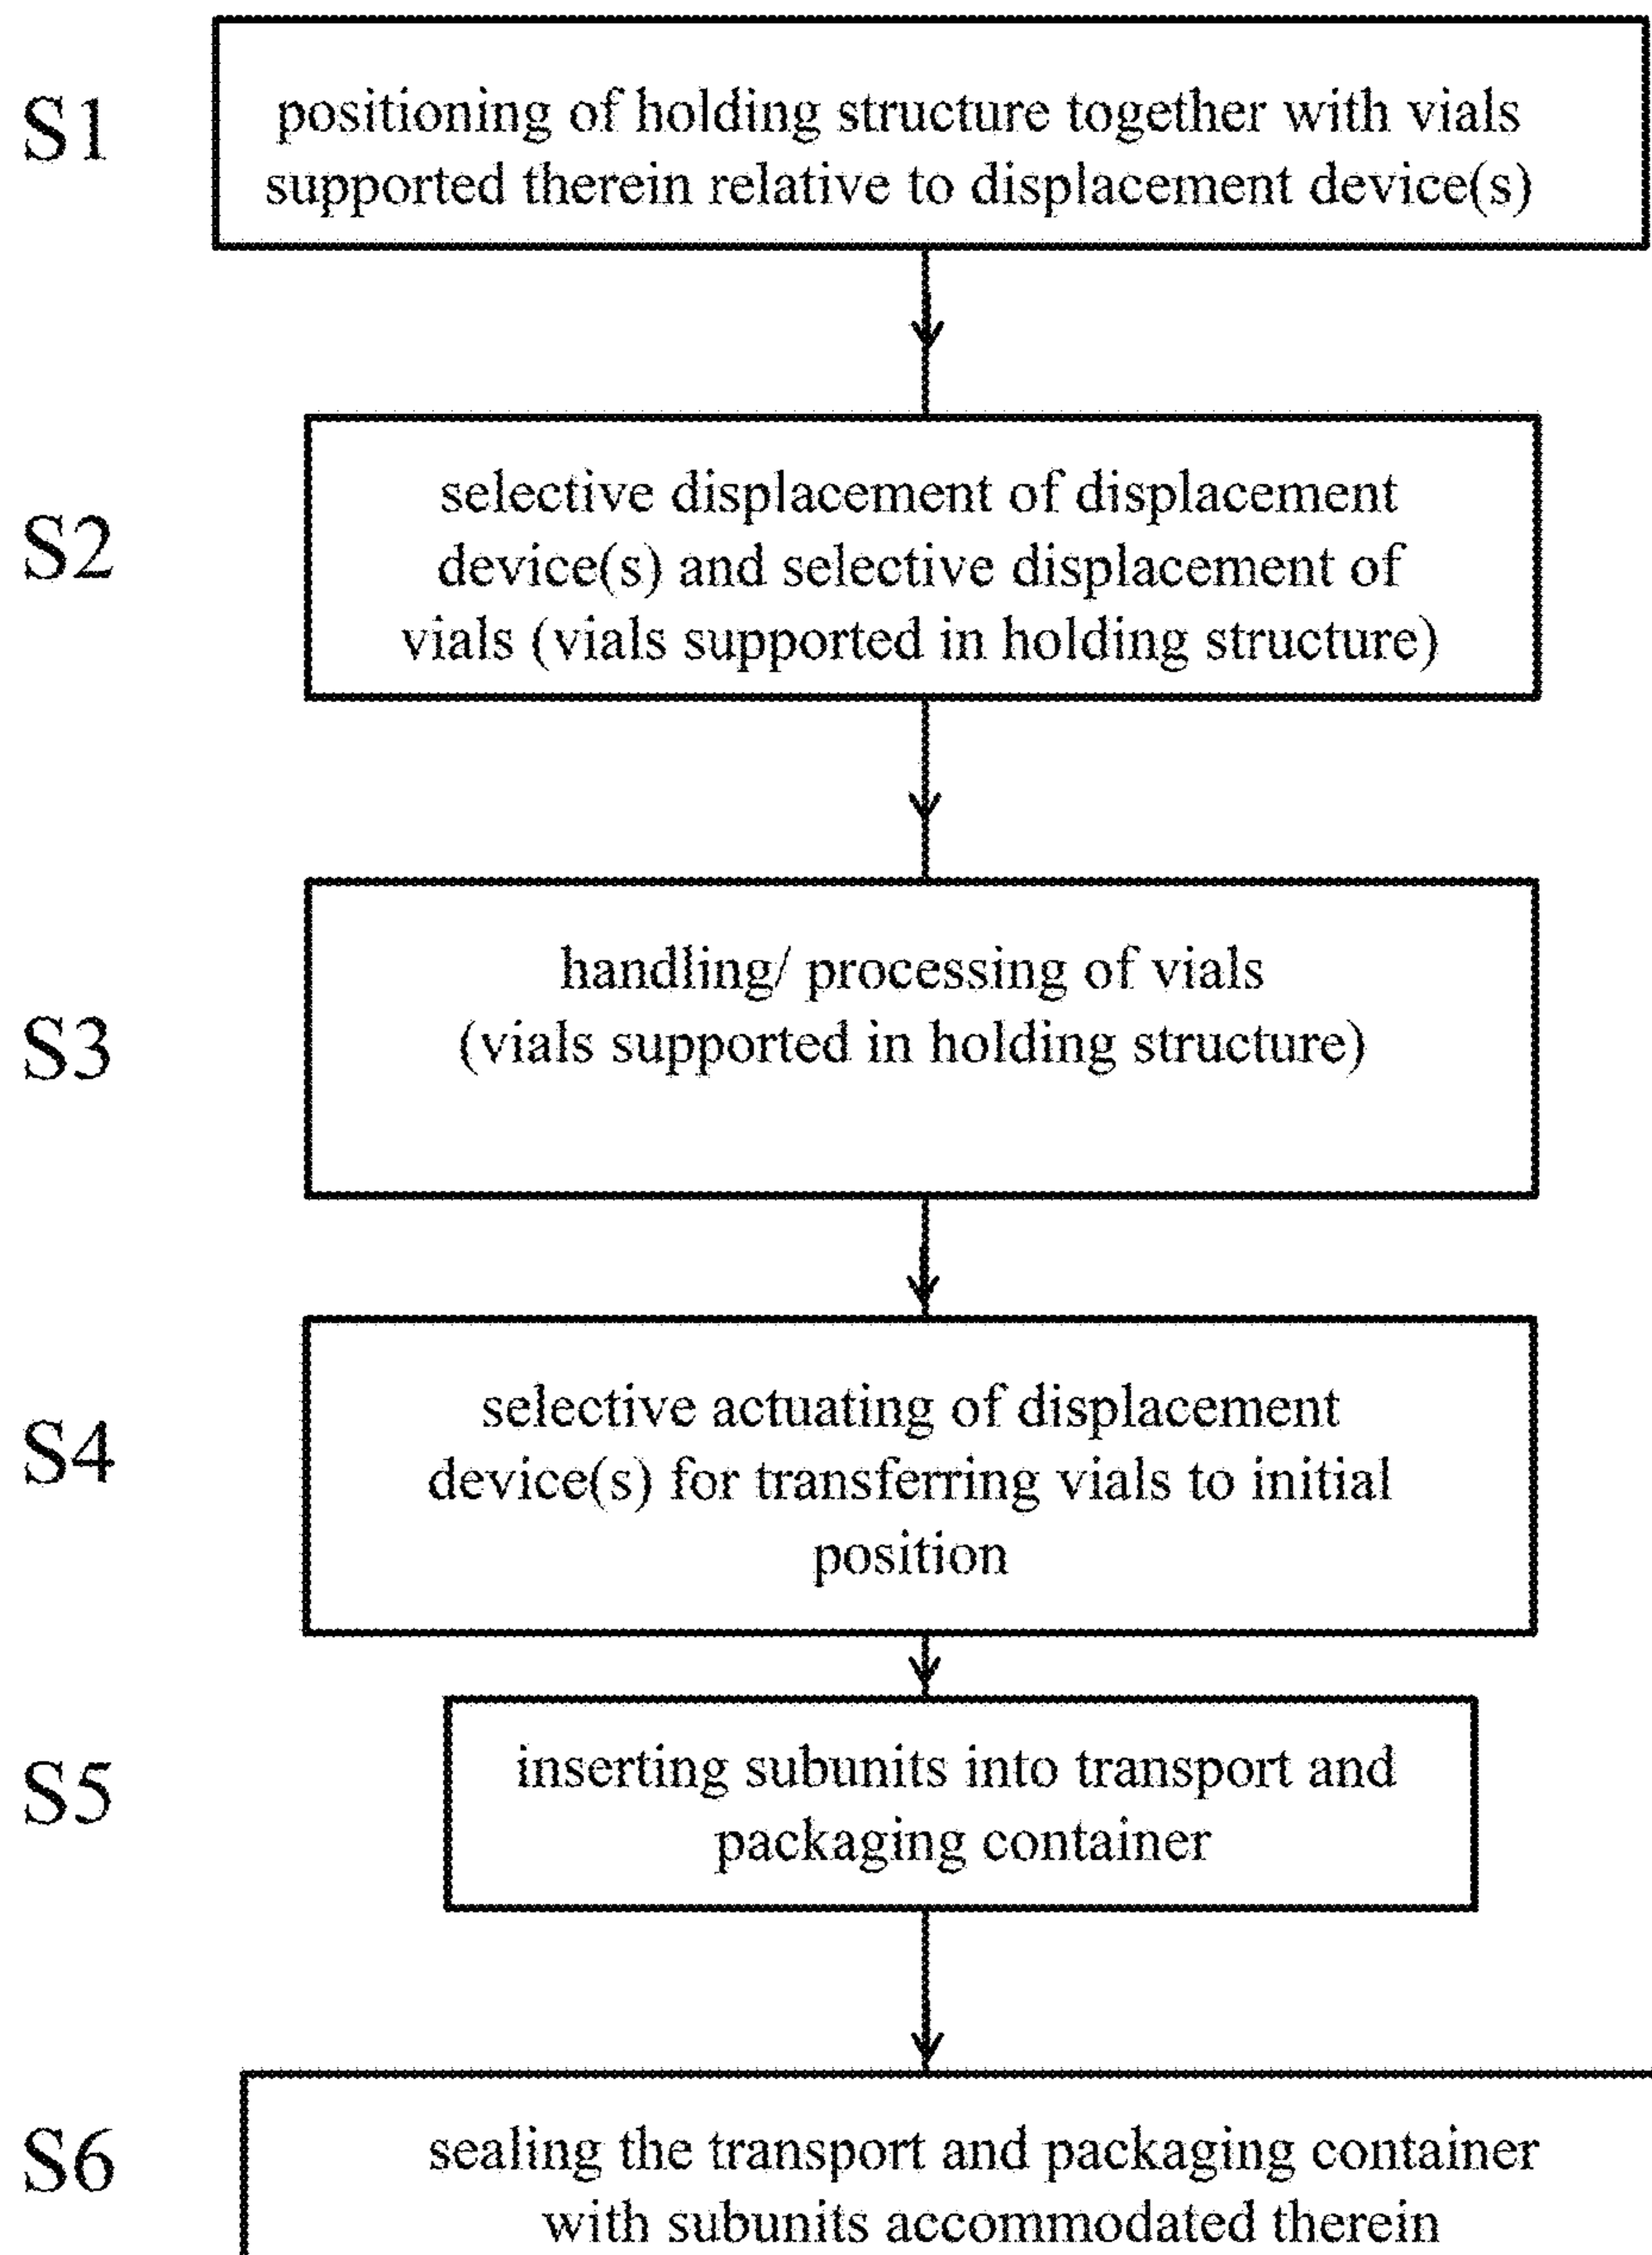 S1
positioning of holding structure together with vials
supported therein relative to displacement device(s)
S2
selective displacement of displacement
device(s) and selective displacement of
vials (vials supported in holding structure)
S3
handling/ processing of vials
(vials supported in holding structure)
S4
selective actuating of displacement
device(s) for transferring vials to initial
position
S5
inserting subunits into transport and
packaging container
S6
sealing the transport and packaging container
with subunits accommodated therein